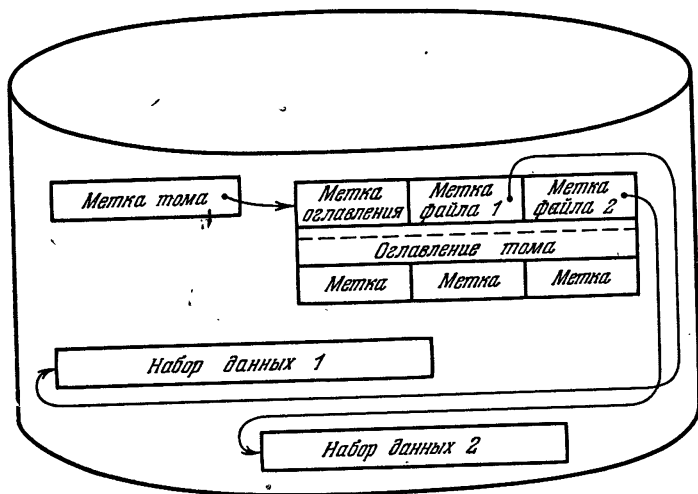 Метка тома
Метка
оглавления
Метка
файла 1
Метка
файла 2
Оглавление тома
Метка
Метка
Метка
Набор данных 1
Набор данных 2